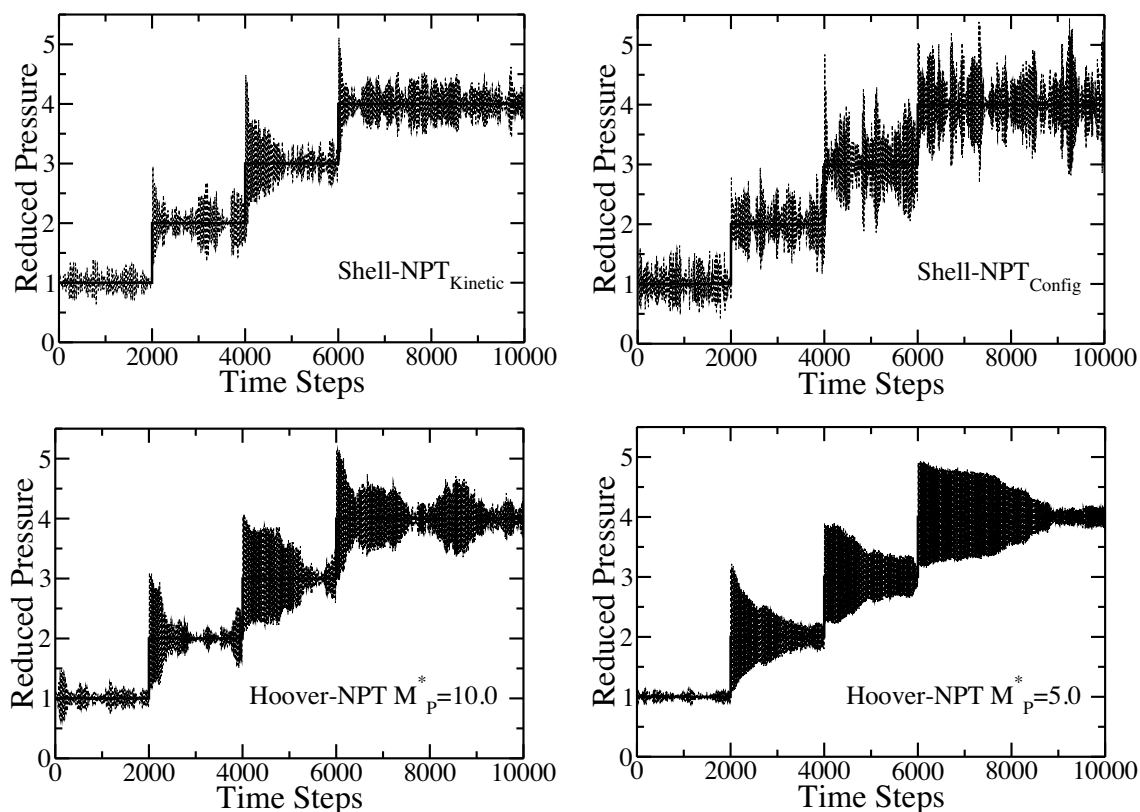 5
4
3
2
1
0
Reduced Pressure
Shell-NPT_Kinetic
0 2000 4000 6000 8000 10000
Time Steps
5
4
3
2
1
0
Reduced Pressure
Shell-NPT_Config
0 2000 4000 6000 8000 10000
Time Steps
5
4
3
2
1
0
Reduced Pressure
Hoover-NPT M*_P=10.0
0 2000 4000 6000 8000 10000
Time Steps
5
4
3
2
1
0
Reduced Pressure
Hoover-NPT M*_P=5.0
0 2000 4000 6000 8000 10000
Time Steps